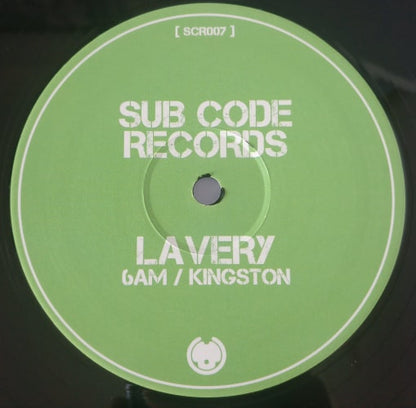 [ SCR007 ]
SUB CODE
RECORDS
LAVERY
6AM / KINGSTON